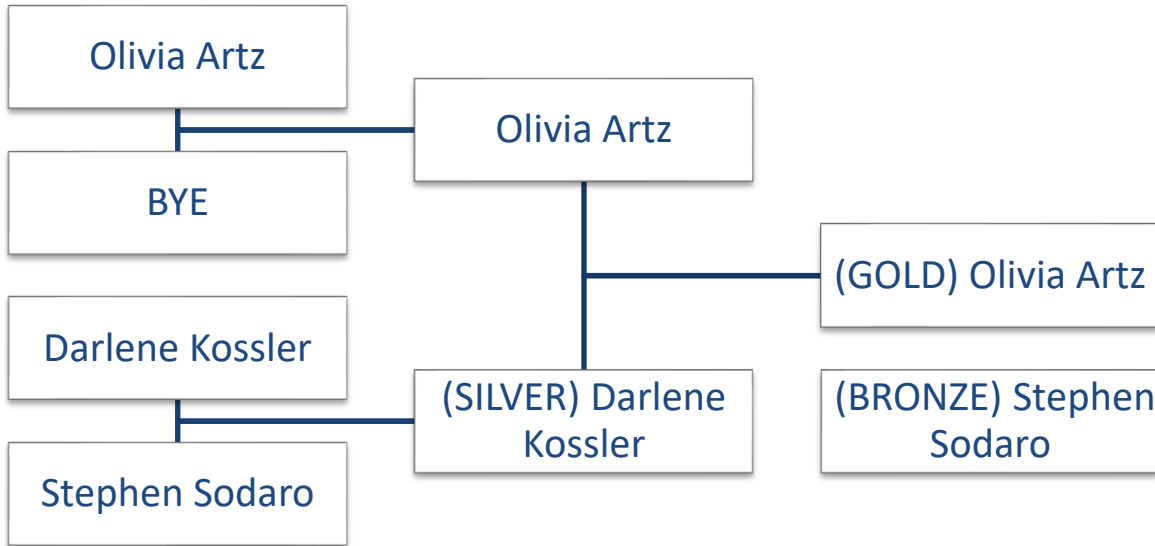 Olivia Artz
BYE
Darlene Kossler
Stephen Sodaro
Olivia Artz
(SILVER) Darlene
Kossler
(GOLD) Olivia Artz
(BRONZE) Stephen
Sodaro